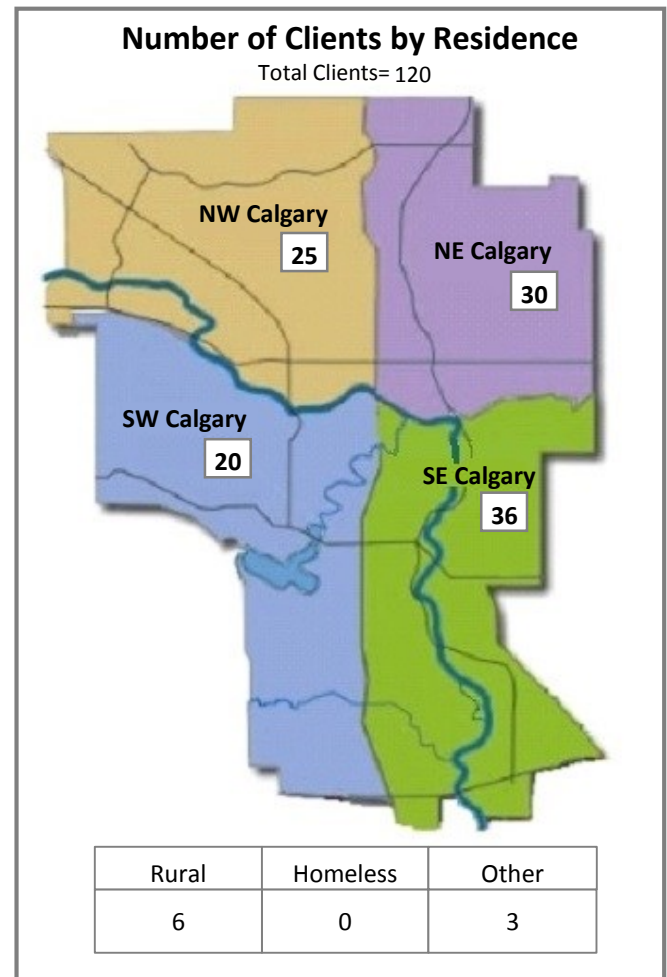 Number of Clients by Residence
Total Clients= 120
NW Calgary
25
NE Calgary
30
SW Calgary
20
SE Calgary
36
Rural Homeless Other
6 0 3